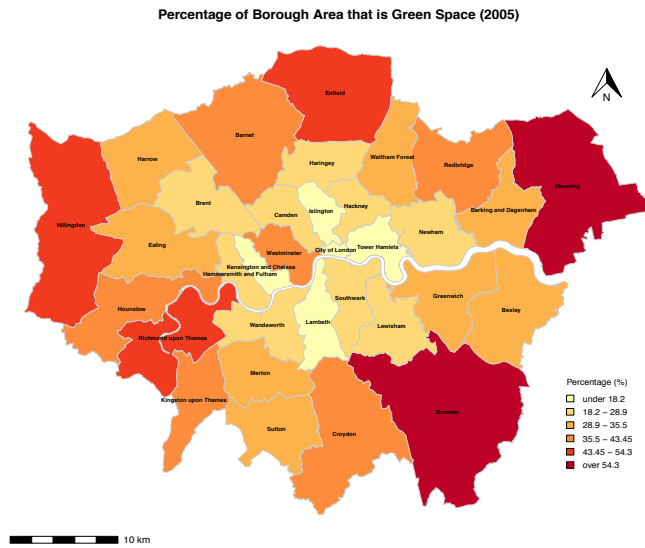 Percentage of Borough Area that is Green Space (2005)
N
Enfield
Barnet
Harrow
Haringey
Waltham Forest
Redbridge
Havering
Brent
Camden
Islington
Hackney
Barking and Dagenham
Hillingdon
Ealing
Westminster
City of London
Tower Hamlets
Newham
Kensington and Chelsea
Hammersmith and Fulham
Hounslow
Southwark
Greenwich
Bexley
Richmond upon Thames
Wandsworth
Lambeth
Lewisham
Merton
Kingston upon Thames
Sutton
Croydon
Bromley
Percentage (%)
under 18.2
18.2 − 28.9
28.9 − 35.5
35.5 − 43.45
43.45 − 54.3
over 54.3
10 km